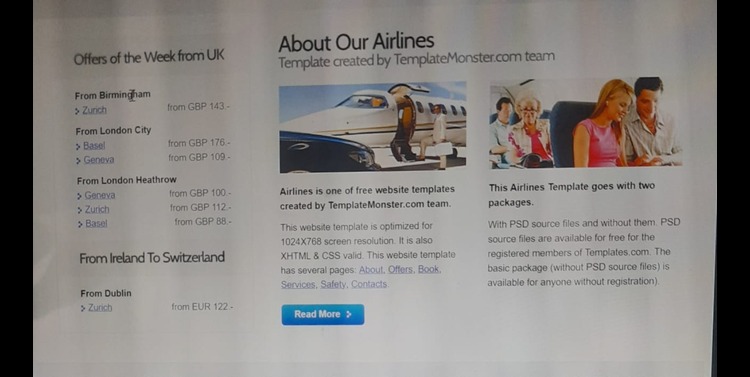 Offers of the Week from UK
From Birmingham
Zurich from GBP 143.-
From London City
Basel from GBP 176.-
Geneva from GBP 109.-
From London Heathrow
Geneva from GBP 100.-
Zurich from GBP 112.-
Basel from GBP 88.-
From Ireland To Switzerland
From Dublin
Zurich from EUR 122.-
About Our Airlines
Template created by TemplateMonster.com team
Airlines is one of free website templates
created by TemplateMonster.com team.
This website template is optimized for
1024X768 screen resolution. It is also
XHTML & CSS valid. This website template
has several pages: About, Offers, Book,
Services, Safety, Contacts.
Read More
This Airlines Template goes with two
packages.
With PSD source files and without them. PSD
source files are available for free for the
registered members of Templates.com. The
basic package (without PSD source files) is
available for anyone without registration).